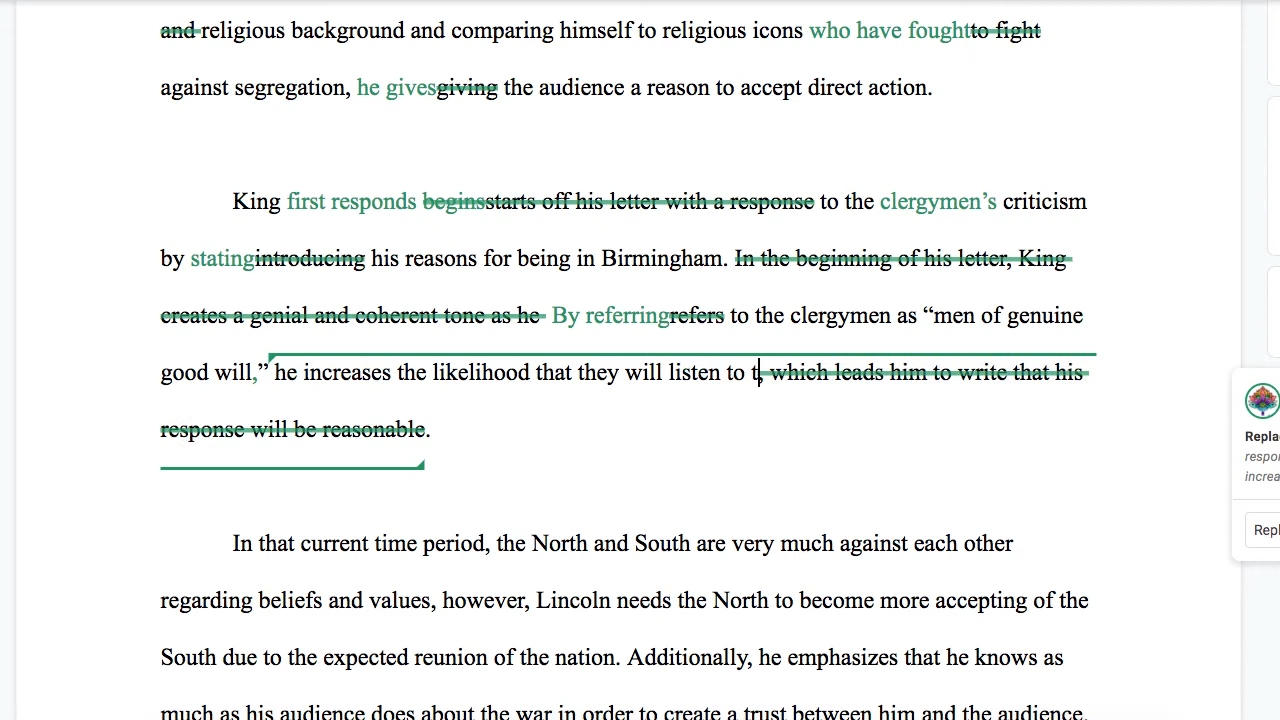 and religious background and comparing himself to religious icons who have foughtto fight
against segregation, he givesgiving the audience a reason to accept direct action.
King first responds beginsstarts off his letter with a response to the clergymen’s criticism
by statingintroducing his reasons for being in Birmingham. In the beginning of his letter, King
creates a genial and coherent tone as he By referringrefers to the clergymen as “men of genuine
good will,” he increases the likelihood that they will listen to t, which leads him to write that his
response will be reasonable.
Repla
respon
increa
Repl
In that current time period, the North and South are very much against each other
regarding beliefs and values, however, Lincoln needs the North to become more accepting of the
South due to the expected reunion of the nation. Additionally, he emphasizes that he knows as
much as his audience does about the war in order to create a trust between him and the audience.